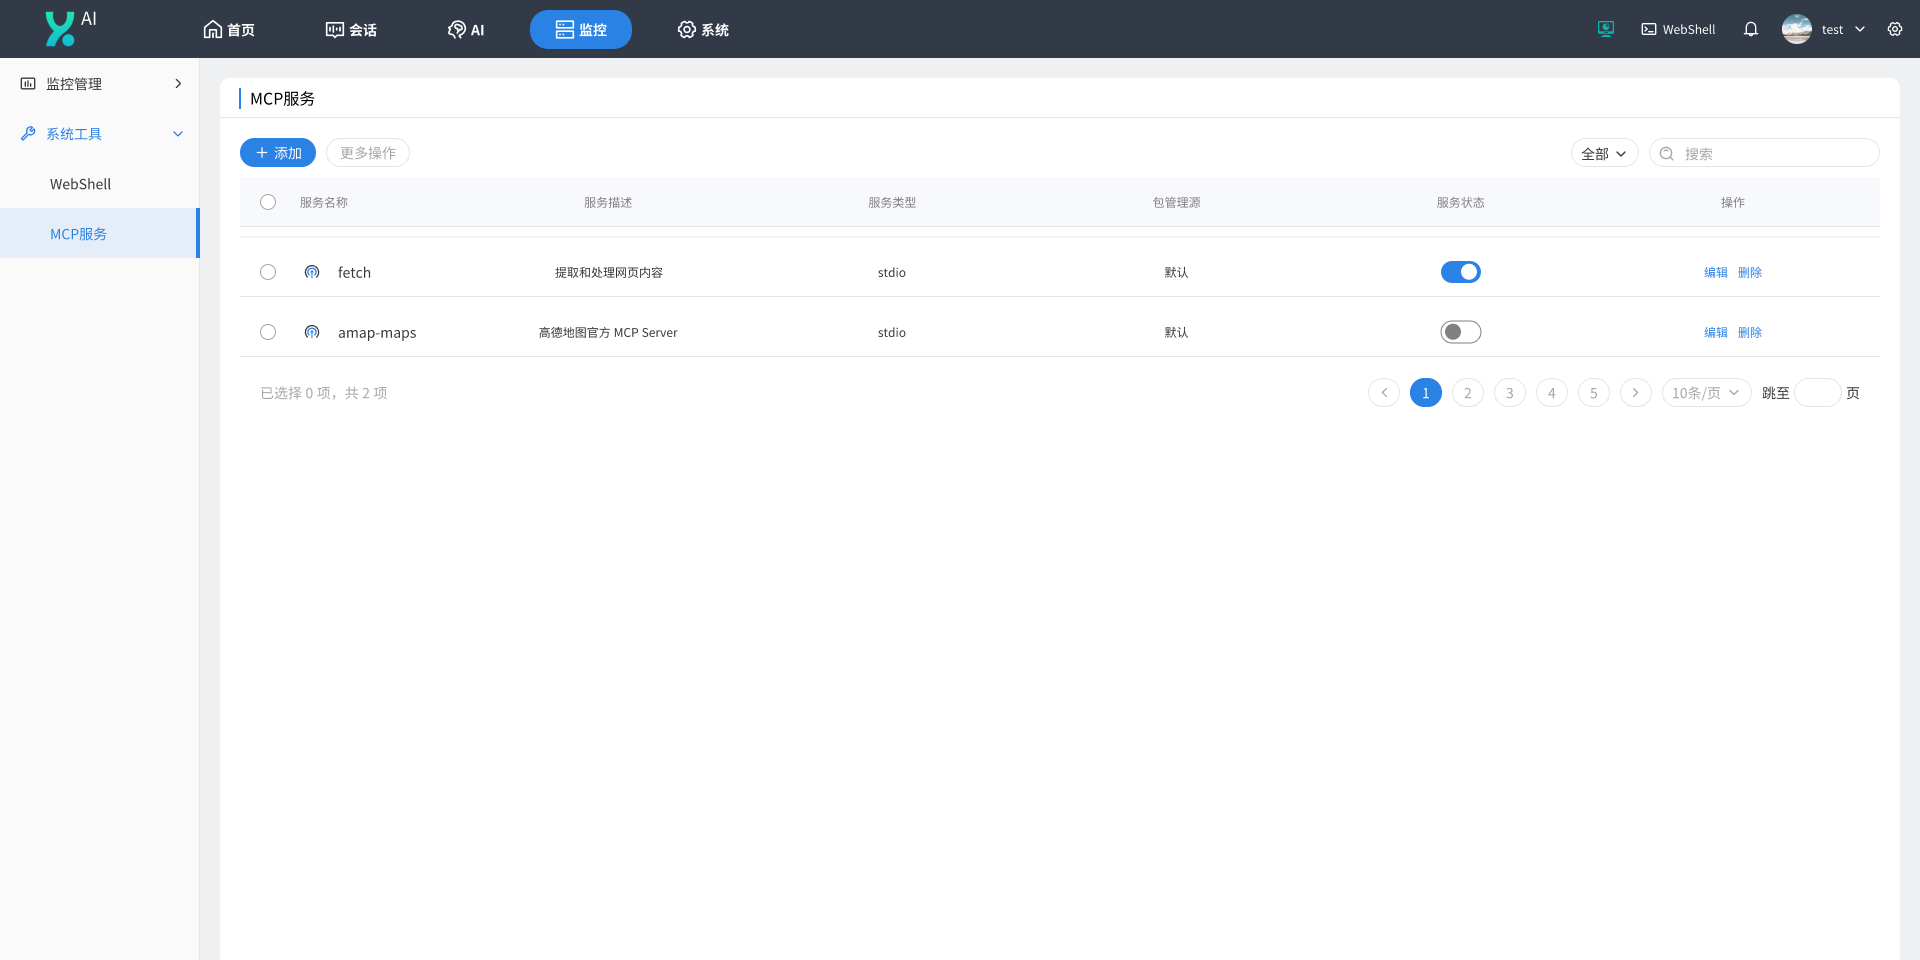 AI
首页
会话
AI
监控
系统
WebShell
test
监控管理
系统工具
WebShell
MCP服务
MCP服务
添加
更多操作
全部
搜索
服务名称 服务描述 服务类型 包管理源 服务状态 操作
fetch 提取和处理网页内容 stdio 默认 编辑 删除
amap-maps 高德地图官方 MCP Server stdio 默认 编辑 删除
已选择 0 项，共 2 项
1 2 3 4 5 10条/页 跳至 页